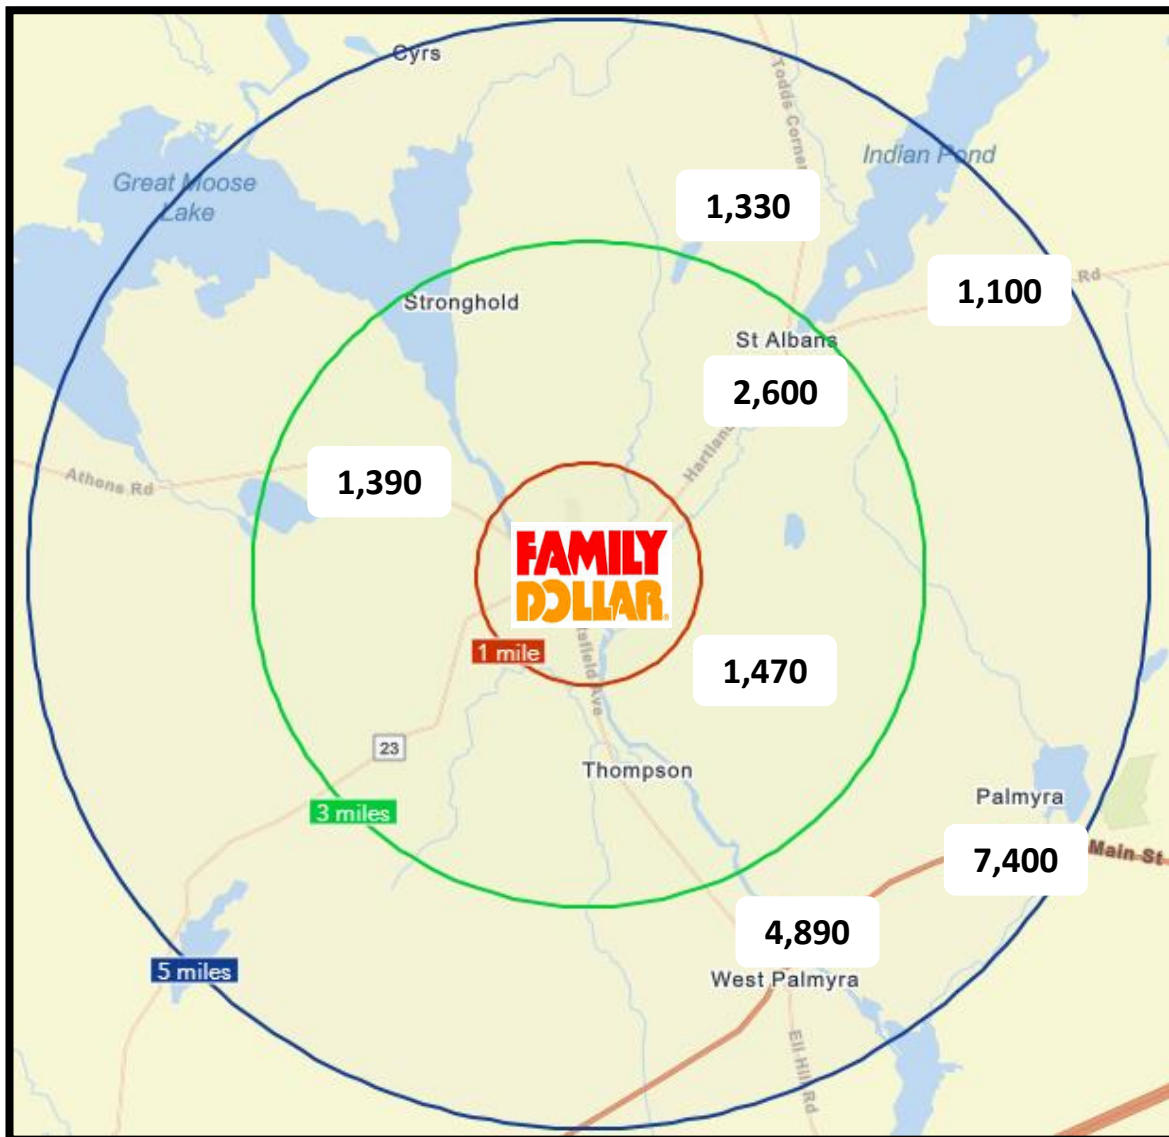 Cyrs
Todds Corner
Indian Pond
Great Moose
Lake
1,330
Rd
1,100
Stronghold
St Albans
2,600
Athens Rd
1,390
FAMILY
DOLLAR
1 mile
1,470
23
Thompson
Palmyra
3 miles
Main St
7,400
4,890
5 miles
West Palmyra
Ell Hill Rd